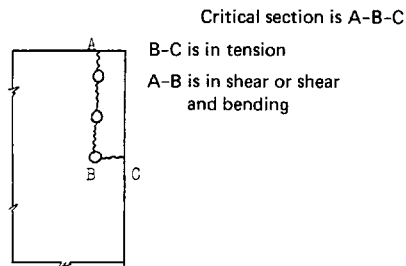 Critical section is A-B-C
A
B-C is in tension
A-B is in shear or shear
and bending
B
C